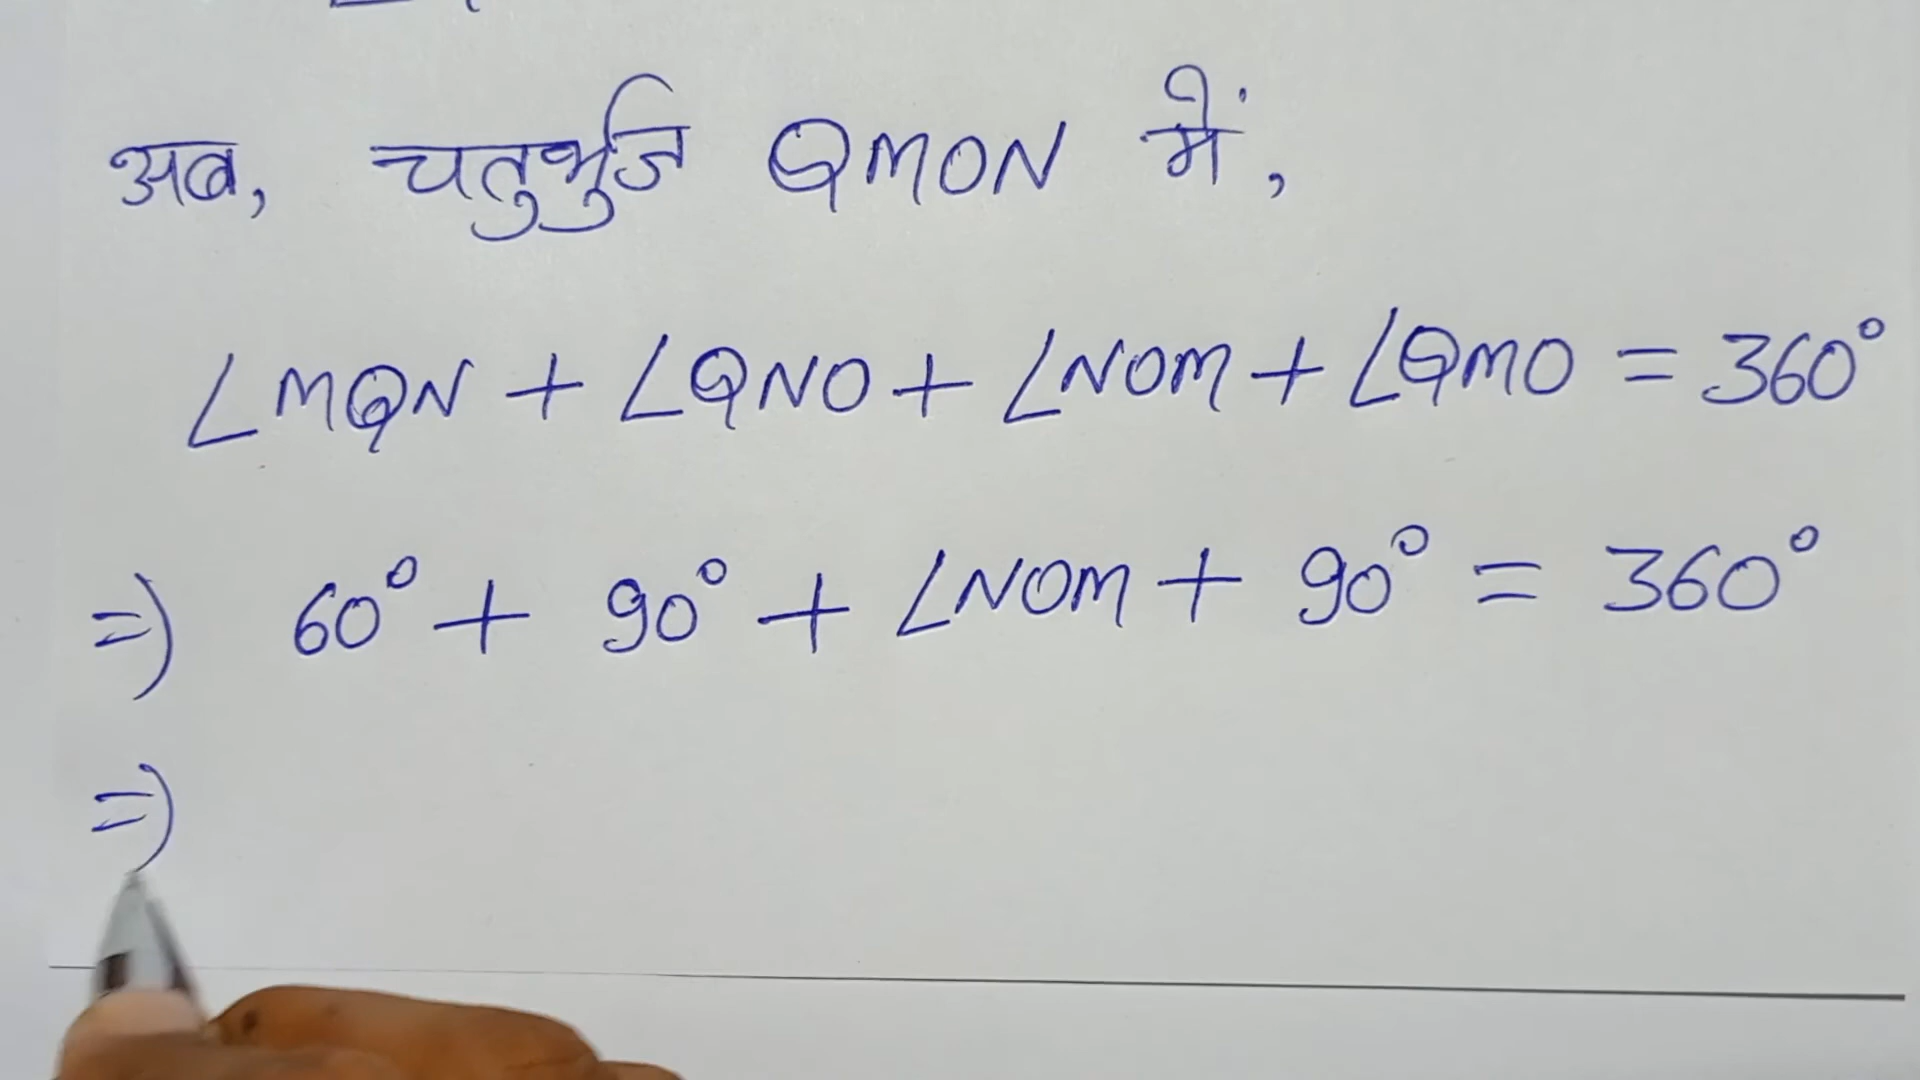 अब, चतुर्भुज QMON में,
∠MQN + ∠QNO + ∠NOM + ∠QMO = 360°
⇒ 60° + 90° + ∠NOM + 90° = 360°
⇒